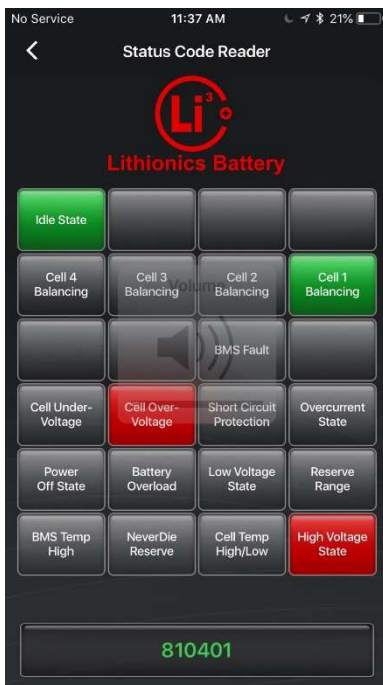 No Service 11:37 AM 21%
Status Code Reader
Li3+
Lithionics Battery
Idle State
Cell 4 Balancing Cell 3 Balancing Cell 2 Balancing Cell 1 Balancing
Volume
BMS Fault
Cell Under-Voltage Cell Over-Voltage Short Circuit Protection Overcurrent State
Power Off State Battery Overload Low Voltage State Reserve Range
BMS Temp High NeverDie Reserve Cell Temp High/Low High Voltage State
810401